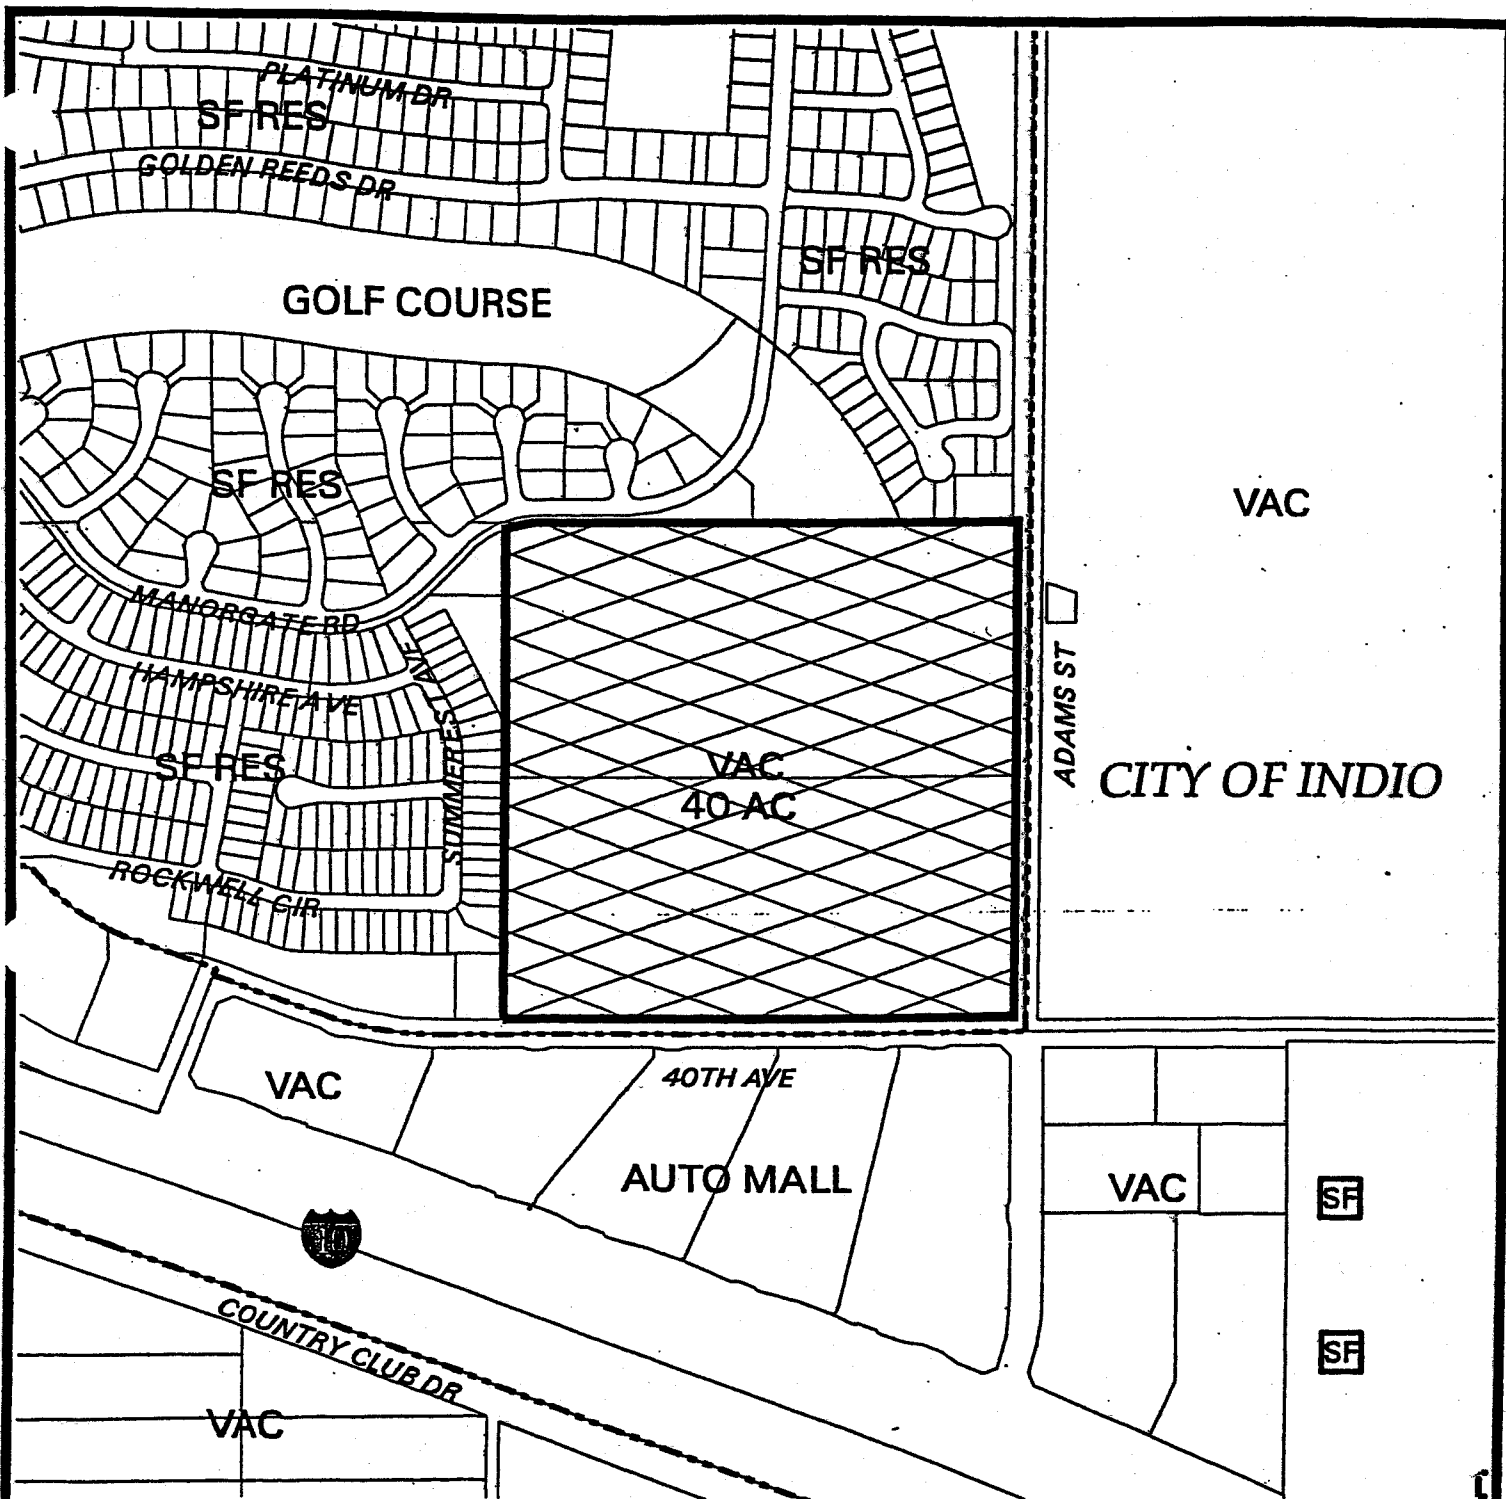 PLATINUM DR
SF RES
GOLDEN REEDS DR
SF RES
GOLF COURSE
SF RES
VAC
MANORGATE RD
HAMPSHIRE AVE
SUMMER ES T AVE
SF RES
ADAMS ST
VAC
40 AC
CITY OF INDIO
ROCKWELL CIR
VAC
40TH AVE
AUTO MALL
VAC
SF
10
COUNTRY CLUB DR
SF
VAC